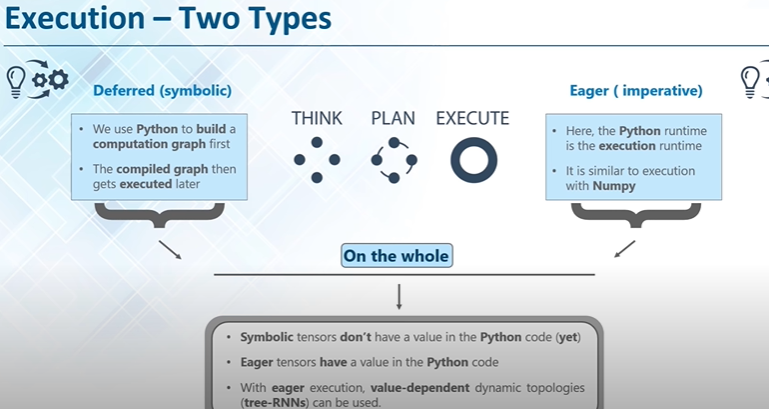 Execution – Two Types
Deferred (symbolic)
• We use Python to build a
computation graph first
• The compiled graph then
gets executed later
THINK PLAN EXECUTE
Eager ( imperative)
• Here, the Python runtime
is the execution runtime
• It is similar to execution
with Numpy
On the whole
• Symbolic tensors don't have a value in the Python code (yet)
• Eager tensors have a value in the Python code
• With eager execution, value-dependent dynamic topologies
(tree-RNNs) can be used.